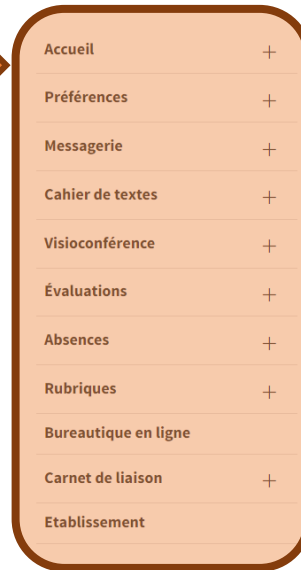 Accueil +
Préférences +
Messagerie +
Cahier de textes +
Visioconférence +
Évaluations +
Absences +
Rubriques +
Bureautique en ligne
Carnet de liaison +
Etablissement